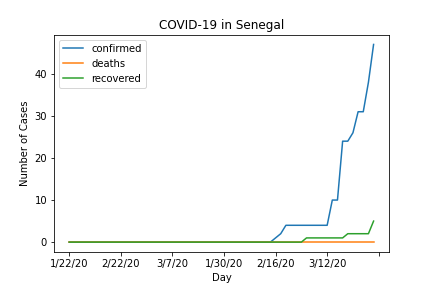 COVID-19 in Senegal
confirmed
deaths
recovered
Number of Cases
40
30
20
10
0
1/22/20 2/22/20 3/7/20 1/30/20 2/16/20 3/12/20
Day